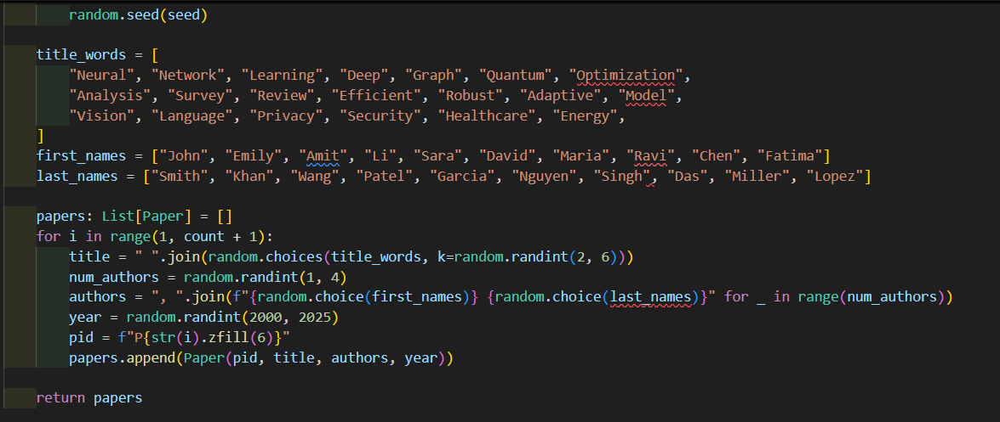 random.seed(seed)

    title_words = [
        "Neural", "Network", "Learning", "Deep", "Graph", "Quantum", "Optimization",
        "Analysis", "Survey", "Review", "Efficient", "Robust", "Adaptive", "Model",
        "Vision", "Language", "Privacy", "Security", "Healthcare", "Energy",
    ]
    first_names = ["John", "Emily", "Amit", "Li", "Sara", "David", "Maria", "Ravi", "Chen", "Fatima"]
    last_names = ["Smith", "Khan", "Wang", "Patel", "Garcia", "Nguyen", "Singh", "Das", "Miller", "Lopez"]

    papers: List[Paper] = []
    for i in range(1, count + 1):
        title = " ".join(random.choices(title_words, k=random.randint(2, 6)))
        num_authors = random.randint(1, 4)
        authors = ", ".join(f"{random.choice(first_names)} {random.choice(last_names)}" for _ in range(num_authors))
        year = random.randint(2000, 2025)
        pid = f"P{str(i).zfill(6)}"
        papers.append(Paper(pid, title, authors, year))

    return papers